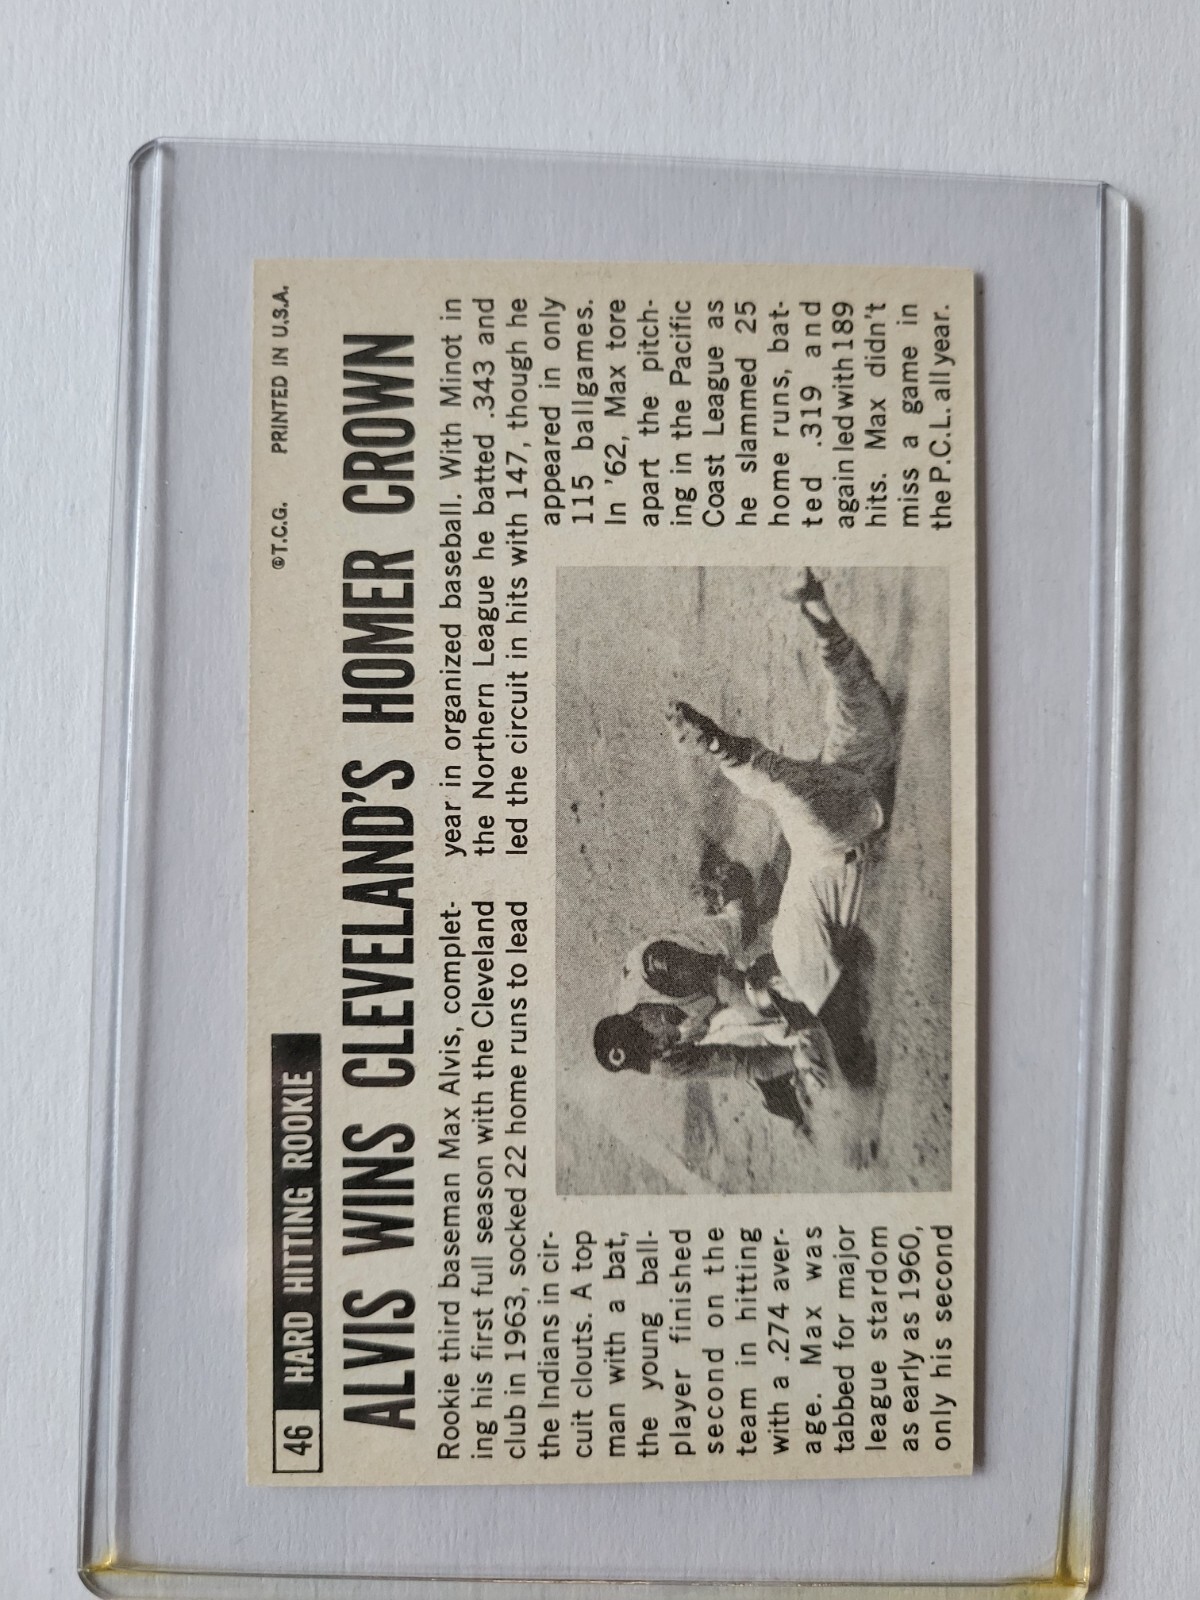 46 HARD HITTING ROOKIE ©T.C.G. PRINTED IN U.S.A.
ALVIS WINS CLEVELAND'S HOMER CROWN
Rookie third baseman Max Alvis, complet-
ing his first full season with the Cleveland
club in 1963, socked 22 home runs to lead
the Indians in cir-
cuit clouts. A top
man with a bat,
the young ball-
player finished
second on the
team in hitting
with a .274 aver-
age. Max was
tabbed for major
league stardom
as early as 1960,
only his second
year in organized baseball. With Minot in
the Northern League he batted .343 and
led the circuit in hits with 147, though he
appeared in only
115 ballgames.
In '62, Max tore
apart the pitch-
ing in the Pacific
Coast League as
he slammed 25
home runs, bat-
ted .319 and
again led with 189
hits. Max didn't
miss a game in
the P.C.L. all year.
C